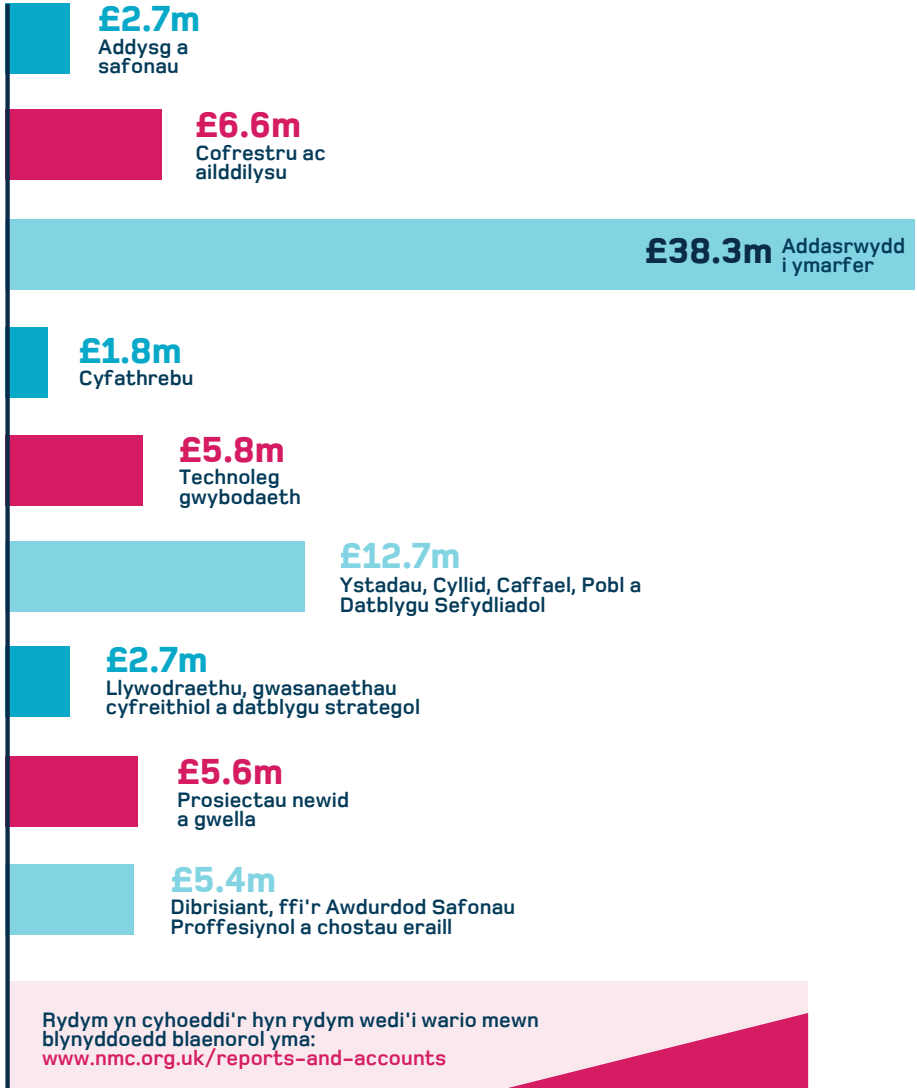 £2.7m
Addysg a
safonau
£6.6m
Cofrestru ac
ailddilysu
£38.3m Addasrwydd
i ymarfer
£1.8m
Cyfathrebu
£5.8m
Technoleg
gwybodaeth
£12.7m
Ystadau, Cyllid, Caffael, Pobl a
Datblygu Sefydliadol
£2.7m
Llywodraethu, gwasanaethau
cyfreithiol a datblygu strategol
£5.6m
Prosiectau newid
a gwella
£5.4m
Dibrisiant, ffi'r Awdurdod Safonau
Proffesiynol a chostau eraill
Rydym yn cyhoeddi'r hyn rydym wedi'i wario mewn
blynyddoedd blaenorol yma:
www.nmc.org.uk/reports-and-accounts